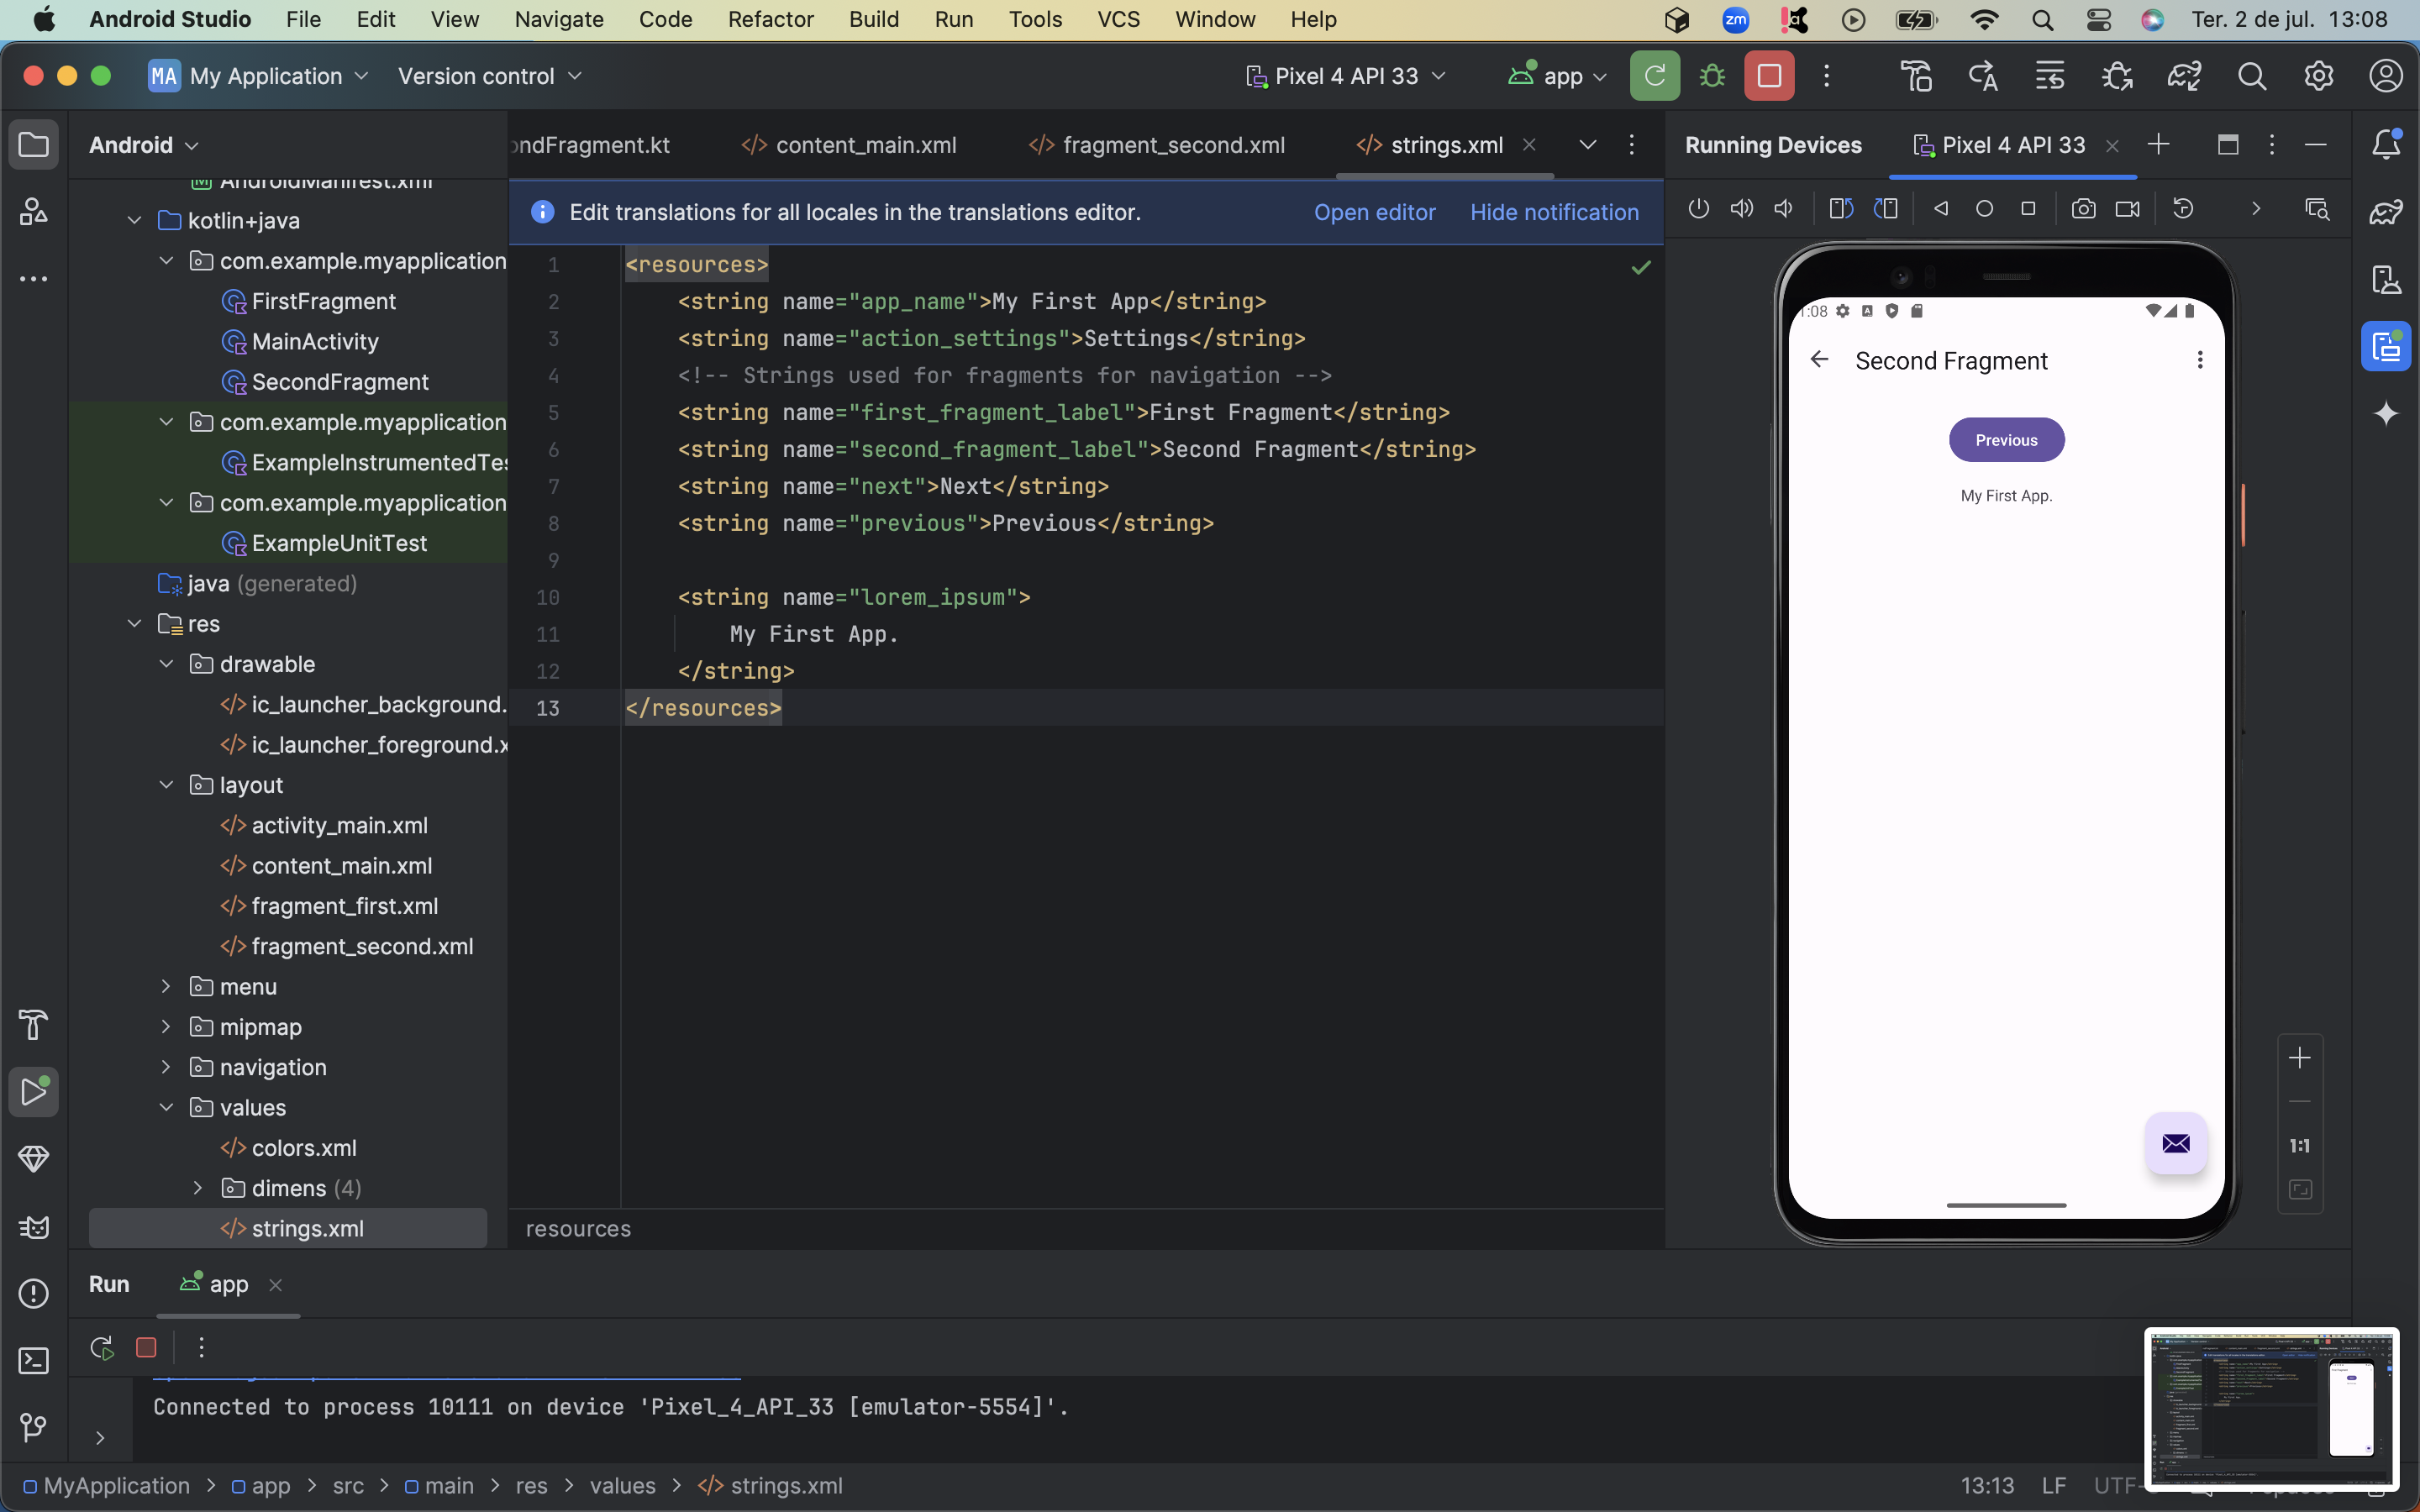 Android Studio File Edit View Navigate Code Refactor Build Run Tools VCS Window Help zm Ter. 2 de jul. 13:08
MA My Application Version control Pixel 4 API 33 app
Android
ondFragment.kt content_main.xml fragment_second.xml strings.xml
Running Devices Pixel 4 API 33
AndroidManifest.xml
kotlin+java
com.example.myapplication
FirstFragment
MainActivity
SecondFragment
com.example.myapplication
ExampleInstrumentedTes
com.example.myapplication
ExampleUnitTest
java (generated)
res
drawable
ic_launcher_background.
ic_launcher_foreground.x
layout
activity_main.xml
content_main.xml
fragment_first.xml
fragment_second.xml
menu
mipmap
navigation
values
colors.xml
dimens (4)
strings.xml
Edit translations for all locales in the translations editor. Open editor Hide notification
1 <resources>
2 <string name="app_name">My First App</string>
3 <string name="action_settings">Settings</string>
4 <!-- Strings used for fragments for navigation -->
5 <string name="first_fragment_label">First Fragment</string>
6 <string name="second_fragment_label">Second Fragment</string>
7 <string name="next">Next</string>
8 <string name="previous">Previous</string>
9
10 <string name="lorem_ipsum">
11 My First App.
12 </string>
13 </resources>
resources
1:08
Second Fragment
Previous
My First App.
1:1
Run app
Connected to process 10111 on device 'Pixel_4_API_33 [emulator-5554]'.
MyApplication > app > src > main > res > values > strings.xml
13:13 LF UTF-